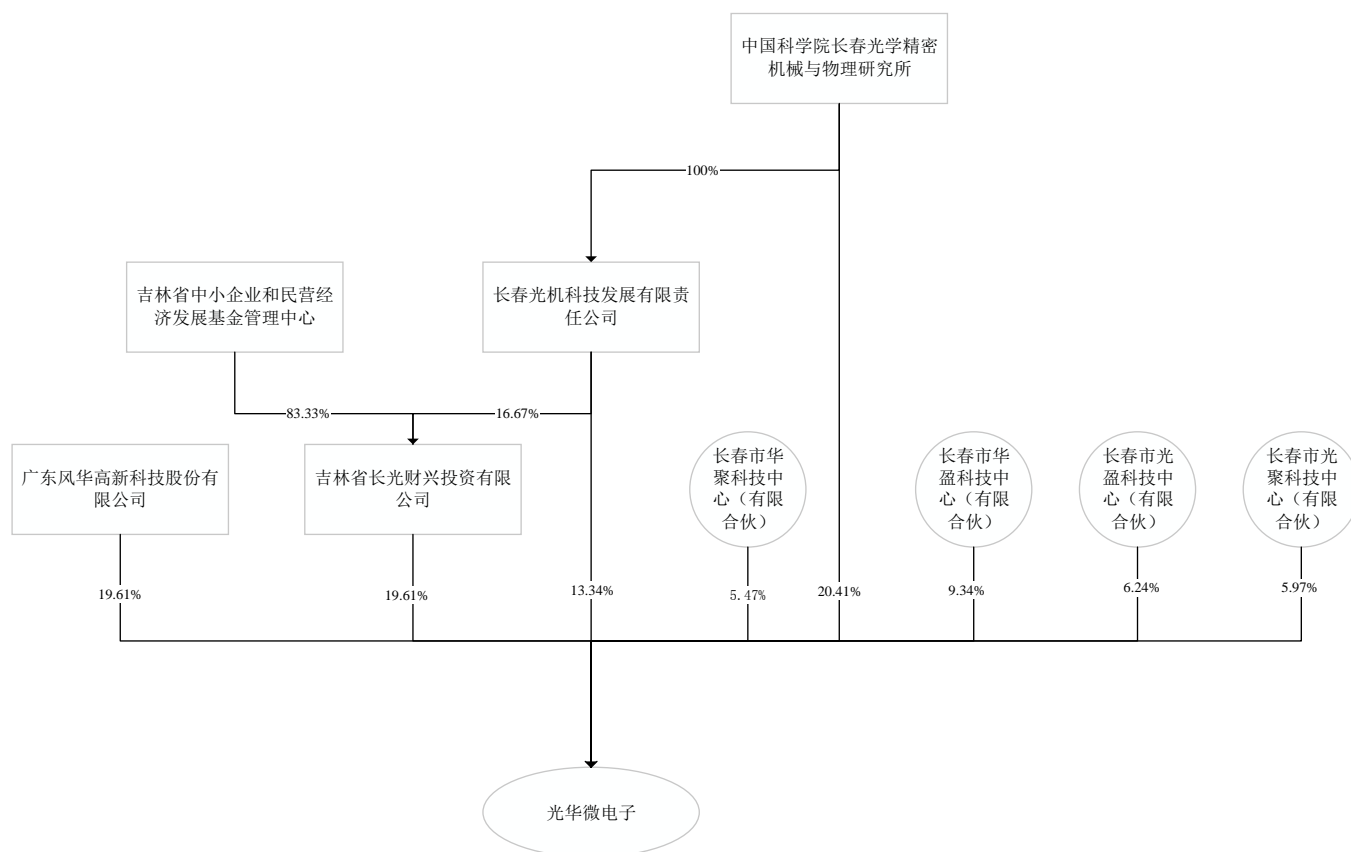 中国科学院长春光学精密
机械与物理研究所
100%
吉林省中小企业和民营经
济发展基金管理中心
长春光机科技发展有限责
任公司
83.33%
16.67%
广东风华高新科技股份有
限公司
吉林省长光财兴投资有限
公司
长春市华
聚科技中
心（有限
合伙）
长春市华
盈科技中
心（有限
合伙）
长春市光
盈科技中
心（有限
合伙）
长春市光
聚科技中
心（有限
合伙）
19.61%
19.61%
13.34%
5.47%
20.41%
9.34%
6.24%
5.97%
光华微电子